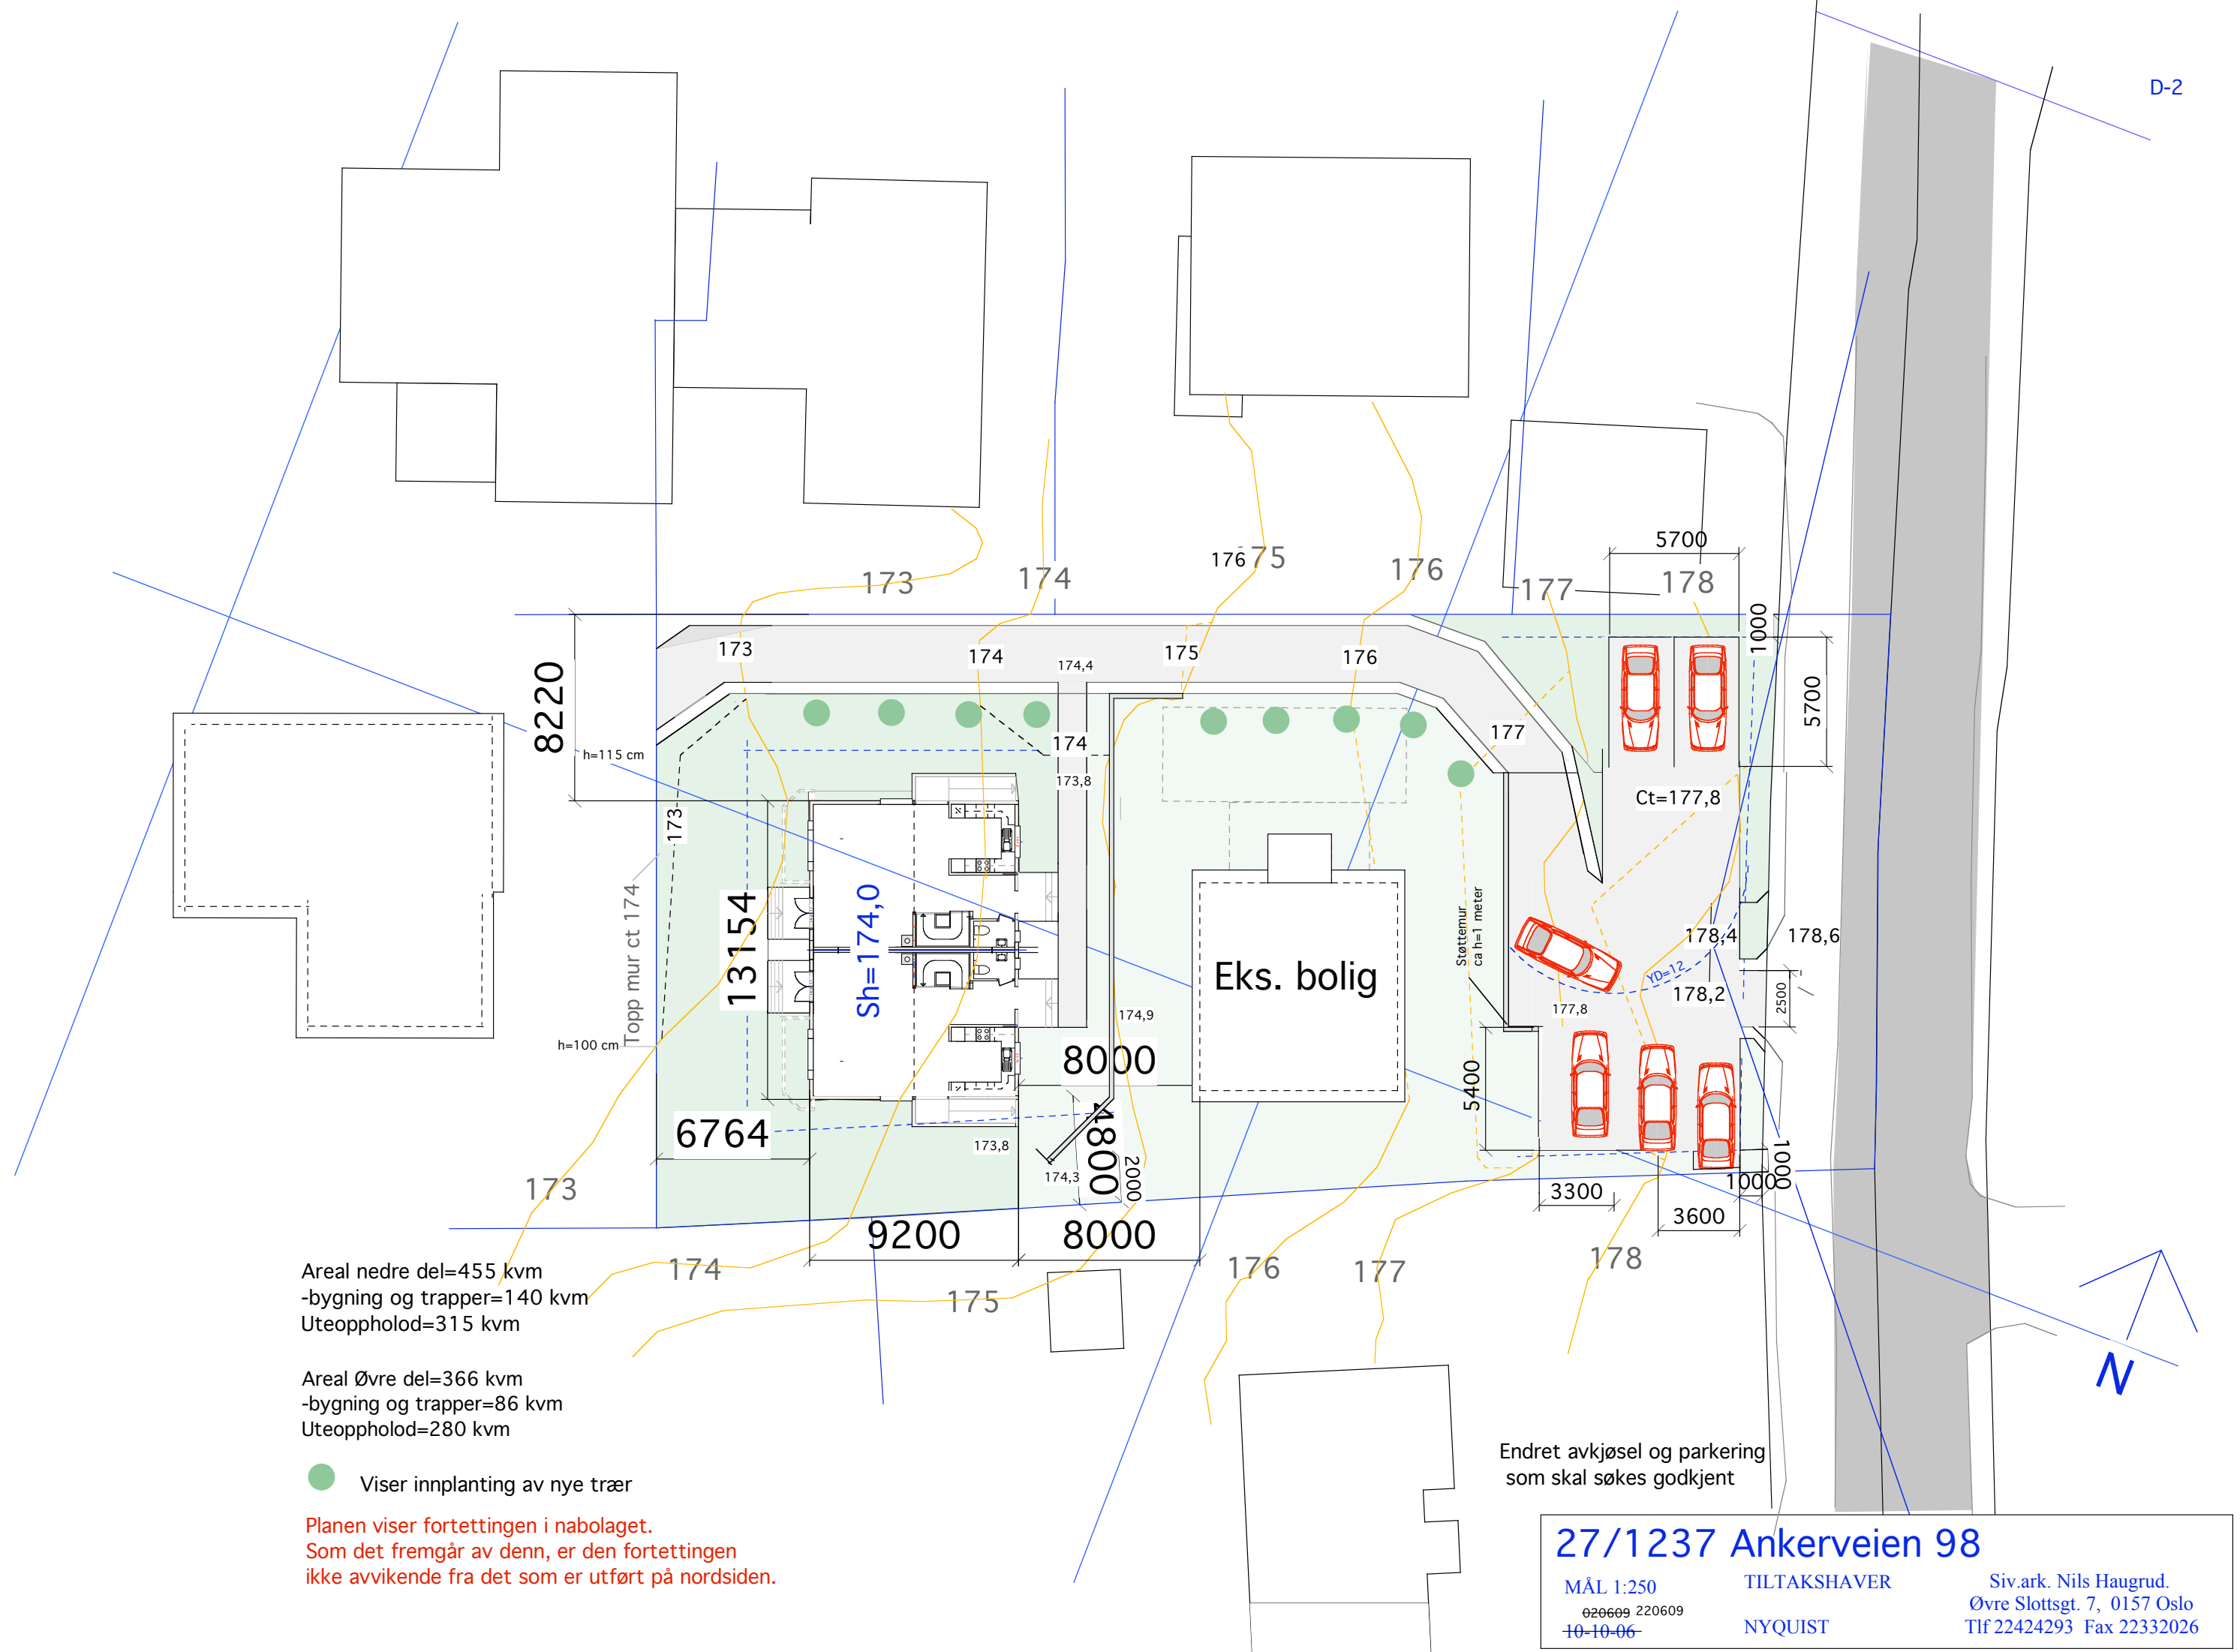 D-2
5700
173
174
176
175
176
177
178
1000
8220
173
174
174,4
175
176
5700
h=115 cm
174
177
173,8
Ct=177,8
173
Topp mur ct 174
13154
Sh=174,0
Støttemur
ca h=1 meter
Eks. bolig
178,4
178,6
YD=12
178,2
2500
177,8
174,9
h=100 cm
8000
5400
6764
4800
2000
173,8
174,3
1000
1000
3300
3600
173
9200
8000
174
175
176
177
178
N
Areal nedre del=455 kvm
-bygning og trapper=140 kvm
Uteoppholod=315 kvm
Areal Øvre del=366 kvm
-bygning og trapper=86 kvm
Uteoppholod=280 kvm
Viser innplanting av nye trær
Planen viser fortettingen i nabolaget.
Som det fremgår av denn, er den fortettingen
ikke avvikende fra det som er utført på nordsiden.
Endret avkjøsel og parkering
som skal søkes godkjent
27/1237 Ankerveien 98
MÅL 1:250
TILTAKSHAVER
Siv.ark. Nils Haugrud.
020609 220609
Øvre Slottsgt. 7, 0157 Oslo
10-10-06
NYQUIST
Tlf 22424293 Fax 22332026